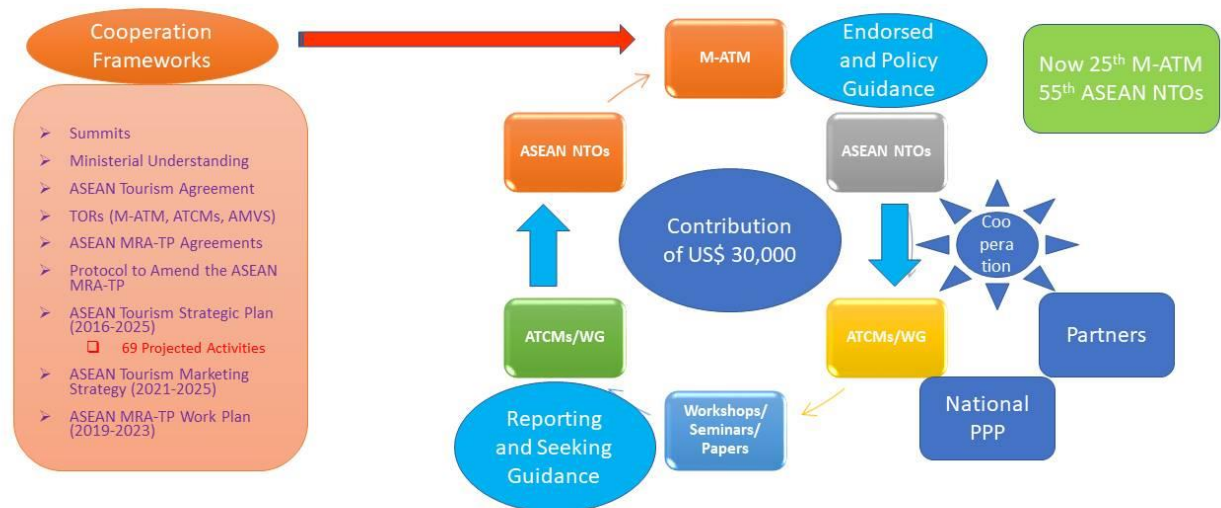 Cooperation
Frameworks
Summits
Ministerial Understanding
ASEAN Tourism Agreement
TORs (M-ATM, ATCMs, AMVS)
ASEAN MRA-TP Agreements
Protocol to Amend the ASEAN
MRA-TP
ASEAN Tourism Strategic Plan
(2016-2025)
69 Projected Activities
ASEAN Tourism Marketing
Strategy (2021-2025)
ASEAN MRA-TP Work Plan
(2019-2023)
M-ATM
Endorsed
and Policy
Guidance
Now 25th M-ATM
55th ASEAN NTOs
ASEAN NTOs
ASEAN NTOs
Contribution
of US$ 30,000
Coo
pera
tion
ATCMs/WG
ATCMs/WG
Partners
National
PPP
Workshops/
Seminars/
Papers
Reporting
and Seeking
Guidance